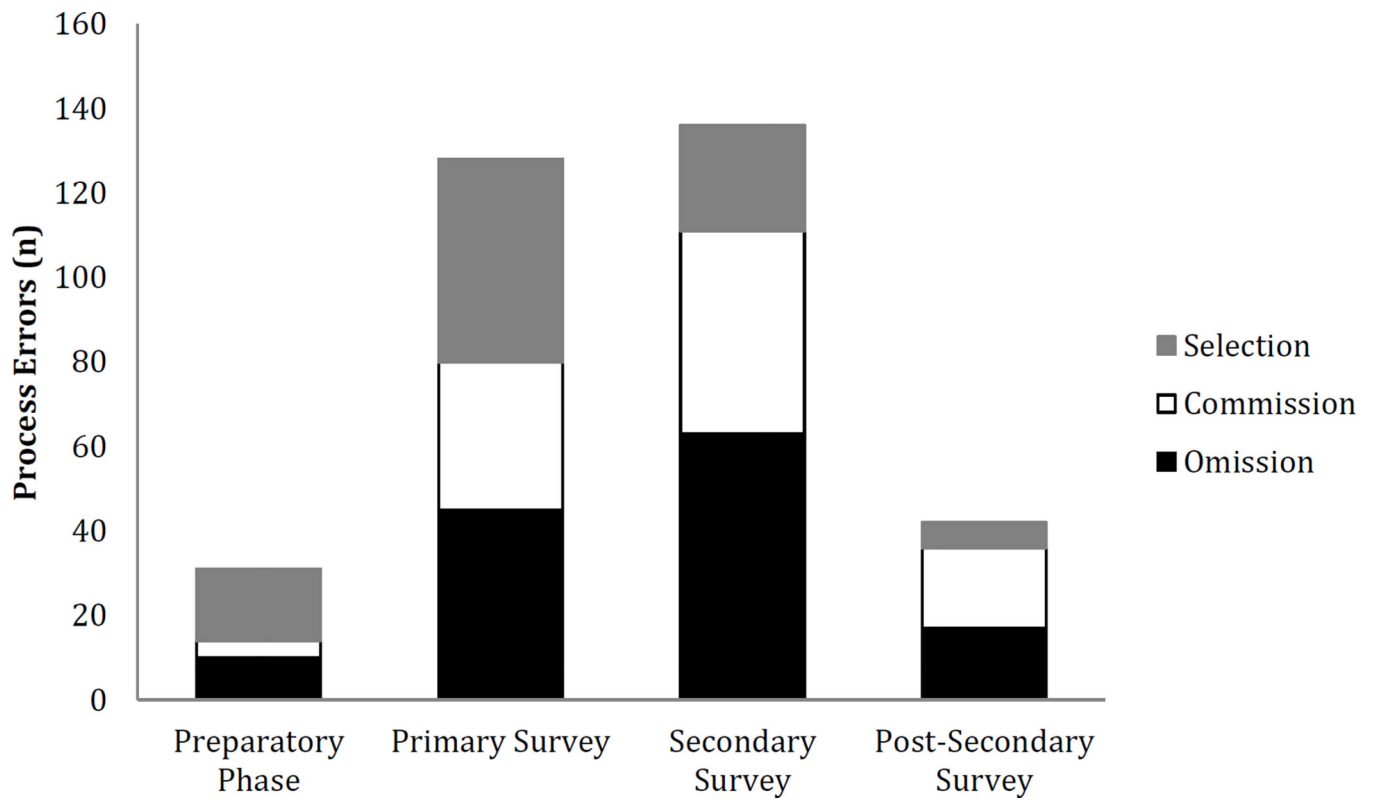 160
140
120
100
80
60
40
20
0
Process Errors (n)
Preparatory
Phase
Primary Survey
Secondary
Survey
Post-Secondary
Survey
Selection
Commission
Omission